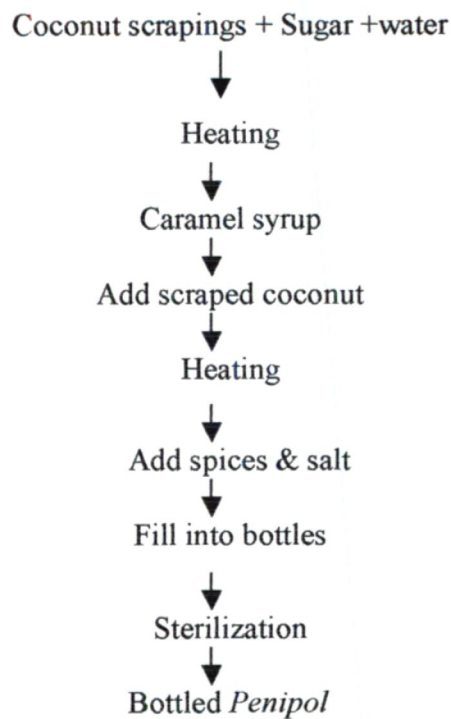 Coconut scrapings + Sugar +water
Heating
Caramel syrup
Add scraped coconut
Heating
Add spices & salt
Fill into bottles
Sterilization
Bottled Penipol